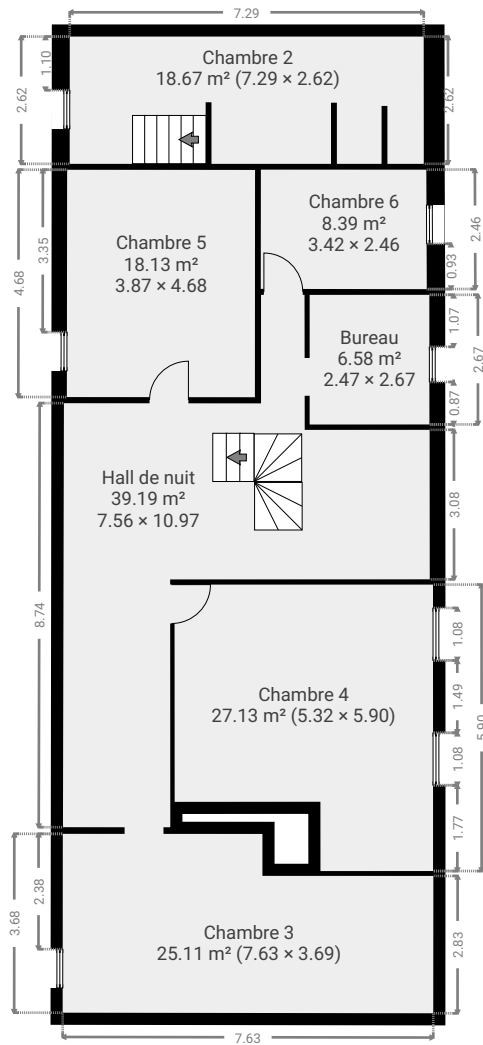 7.29
1.10
2.62
2.62
Chambre 2
18.67 m² (7.29 × 2.62)
Chambre 6
8.39 m²
3.42 × 2.46
2.46
0.93
Chambre 5
18.13 m²
3.87 × 4.68
3.35
4.68
Bureau
6.58 m²
2.47 × 2.67
1.07
2.67
0.87
Hall de nuit
39.19 m²
7.56 × 10.97
3.08
8.74
Chambre 4
27.13 m² (5.32 × 5.90)
1.08
1.49
5.90
1.08
1.77
2.38
3.68
Chambre 3
25.11 m² (7.63 × 3.69)
2.83
7.63